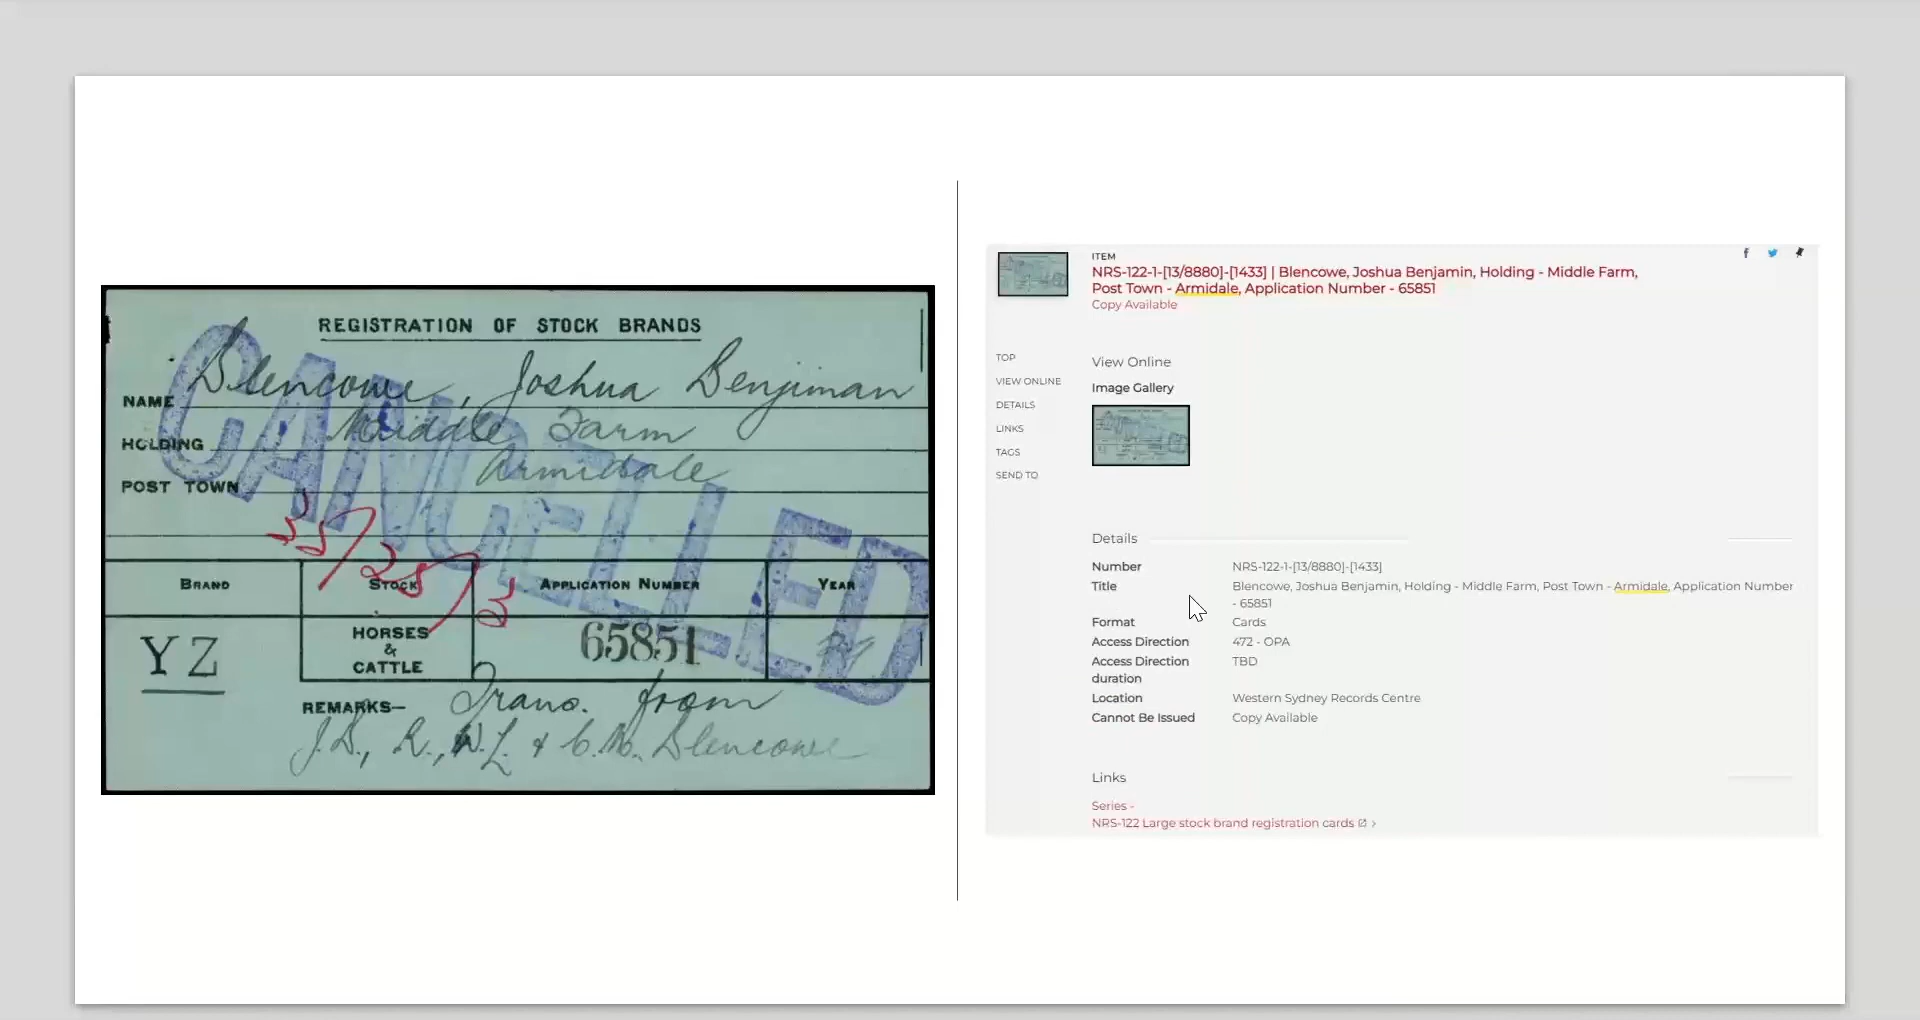 REGISTRATION OF STOCK BRANDS
CANCELLED
NAME Blencowe, Joshua Benjiman
HOLDING Middle Farm
POST TOWN Armidale
BRAND STOCK APPLICATION NUMBER YEAR
YZ HORSES & CATTLE 65851
REMARKS— Trans. from
J.B., R., W.L. & C.M. Blencowe
ITEM
NRS-122-1-[13/8880]-[1433] | Blencowe, Joshua Benjamin, Holding - Middle Farm,
Post Town - Armidale, Application Number - 65851
Copy Available
TOP
VIEW ONLINE
DETAILS
LINKS
TAGS
SEND TO
View Online
Image Gallery
Details
Number NRS-122-1-[13/8880]-[1433]
Title Blencowe, Joshua Benjamin, Holding - Middle Farm, Post Town - Armidale, Application Number
- 65851
Format Cards
Access Direction 472 - OPA
Access Direction TBD
duration
Location Western Sydney Records Centre
Cannot Be Issued Copy Available
Links
Series -
NRS-122 Large stock brand registration cards